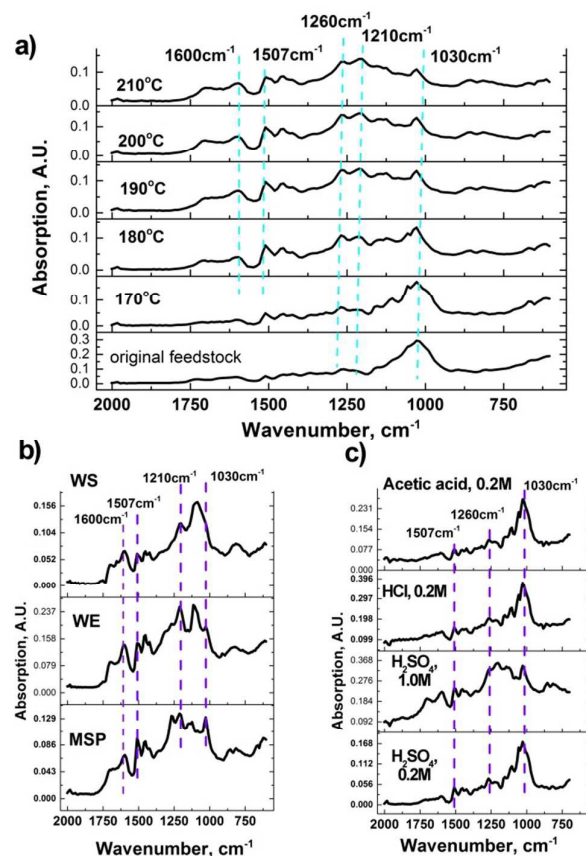 a)
1260cm-1
1210cm-1
1600cm-1
1507cm-1
1030cm-1
0.1
210°C
0.0
0.1
200°C
0.0
0.1
190°C
0.0
0.1
180°C
0.0
0.1
170°C
0.0
0.3
0.2
0.1
original feedstock
0.0
Absorption, A.U.
2000 1750 1500 1250 1000 750
Wavenumber, cm-1
b)
WS
1210cm-1
1030cm-1
1507cm-1
1600cm-1
0.156
0.104
0.052
0.000
WE
0.237
0.158
0.079
0.000
MSP
0.129
0.086
0.043
0.000
Absorption, A.U.
2000 1750 1500 1250 1000 750
Wavenumber, cm-1
c)
Acetic acid, 0.2M
1030cm-1
1260cm-1
1507cm-1
0.231
0.154
0.077
0.000
HCl, 0.2M
0.396
0.297
0.198
0.099
H2SO4,
1.0M
0.368
0.276
0.184
0.092
H2SO4,
0.2M
0.168
0.112
0.056
0.000
Absorption, A.U.
2000 1750 1500 1250 1000 750
Wavenumber, cm-1